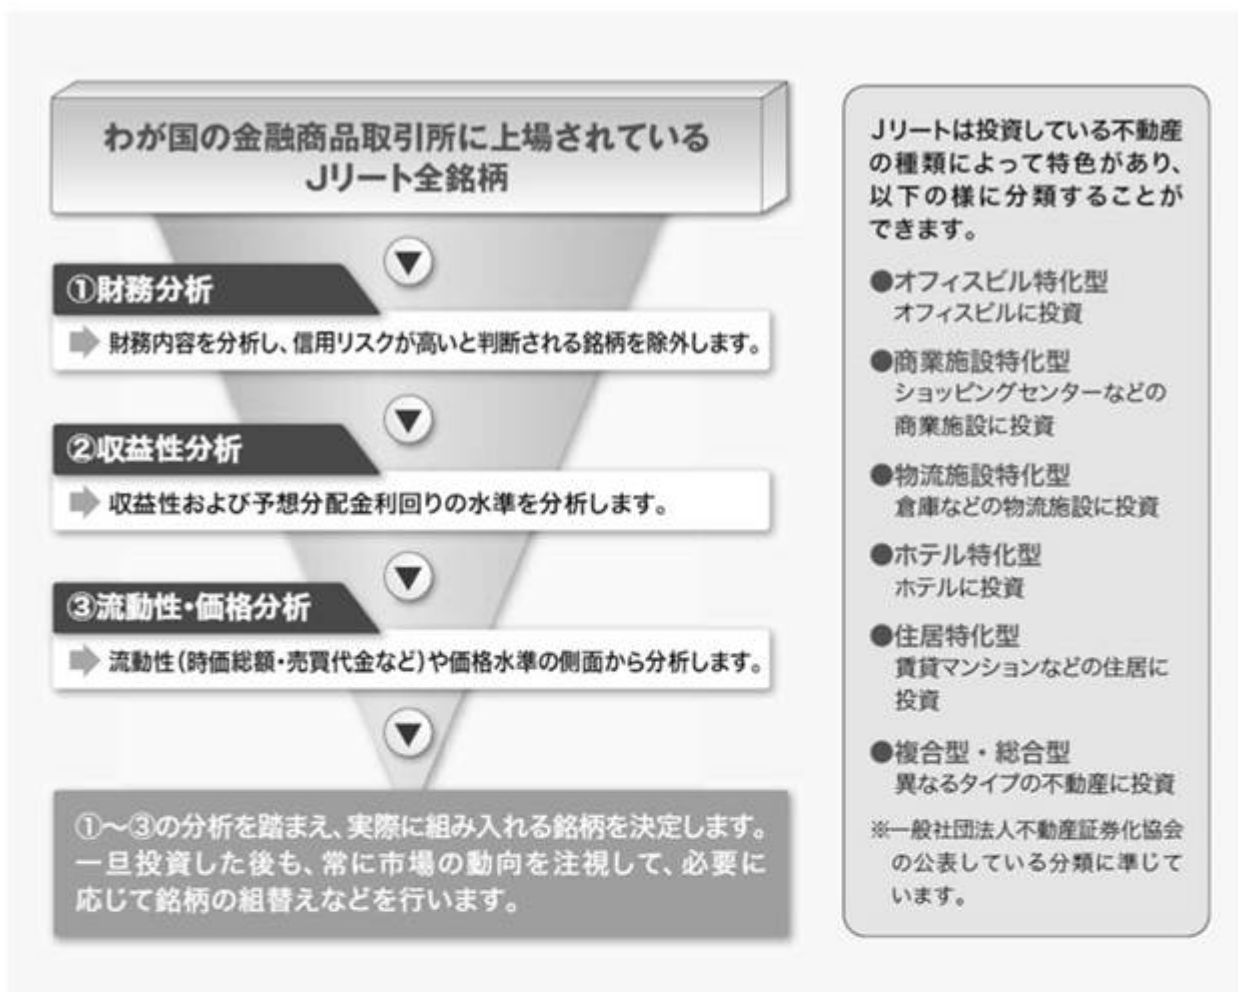 わが国の金融商品取引所に上場されている
Jリート全銘柄
▼
①財務分析
財務内容を分析し、信用リスクが高いと判断される銘柄を除外します。
▼
②収益性分析
収益性および予想分配金利回りの水準を分析します。
▼
③流動性・価格分析
流動性(時価総額・売買代金など)や価格水準の側面から分析します。
▼
①～③の分析を踏まえ、実際に組み入れる銘柄を決定します。
一旦投資した後も、常に市場の動向を注視して、必要に
応じて銘柄の組替えなどを行います。
Jリートは投資している不動産
の種類によって特色があり、
以下の様に分類することが
できます。
●オフィスビル特化型
オフィスビルに投資
●商業施設特化型
ショッピングセンターなどの
商業施設に投資
●物流施設特化型
倉庫などの物流施設に投資
●ホテル特化型
ホテルに投資
●住居特化型
賃貸マンションなどの住居に
投資
●複合型・総合型
異なるタイプの不動産に投資
※一般社団法人不動産証券化協会
の公表している分類に準じて
います。